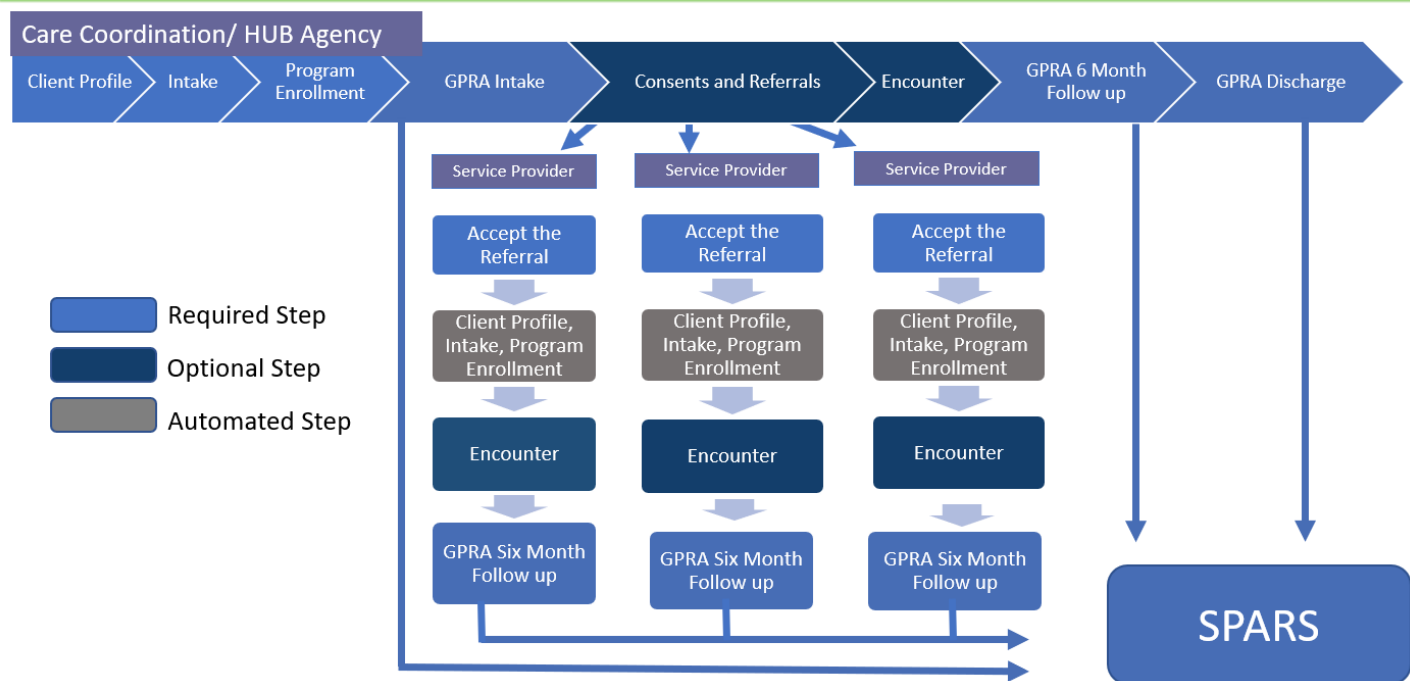 Care Coordination/ HUB Agency
Client Profile
Intake
Program
Enrollment
GPRA Intake
Consents and Referrals
Encounter
GPRA 6 Month
Follow up
GPRA Discharge
Service Provider
Service Provider
Service Provider
Accept the
Referral
Accept the
Referral
Accept the
Referral
Client Profile,
Intake, Program
Enrollment
Client Profile,
Intake, Program
Enrollment
Client Profile,
Intake, Program
Enrollment
Required Step
Optional Step
Automated Step
Encounter
Encounter
Encounter
GPRA Six Month
Follow up
GPRA Six Month
Follow up
GPRA Six Month
Follow up
SPARS